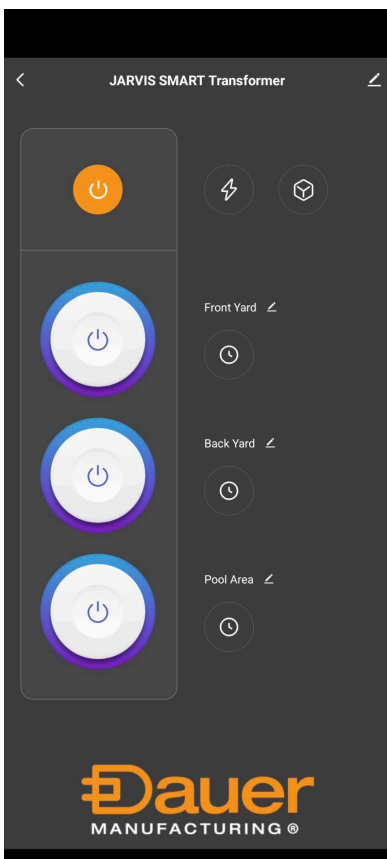 JARVIS SMART Transformer
Front Yard
Back Yard
Pool Area
Dauer
MANUFACTURING ®